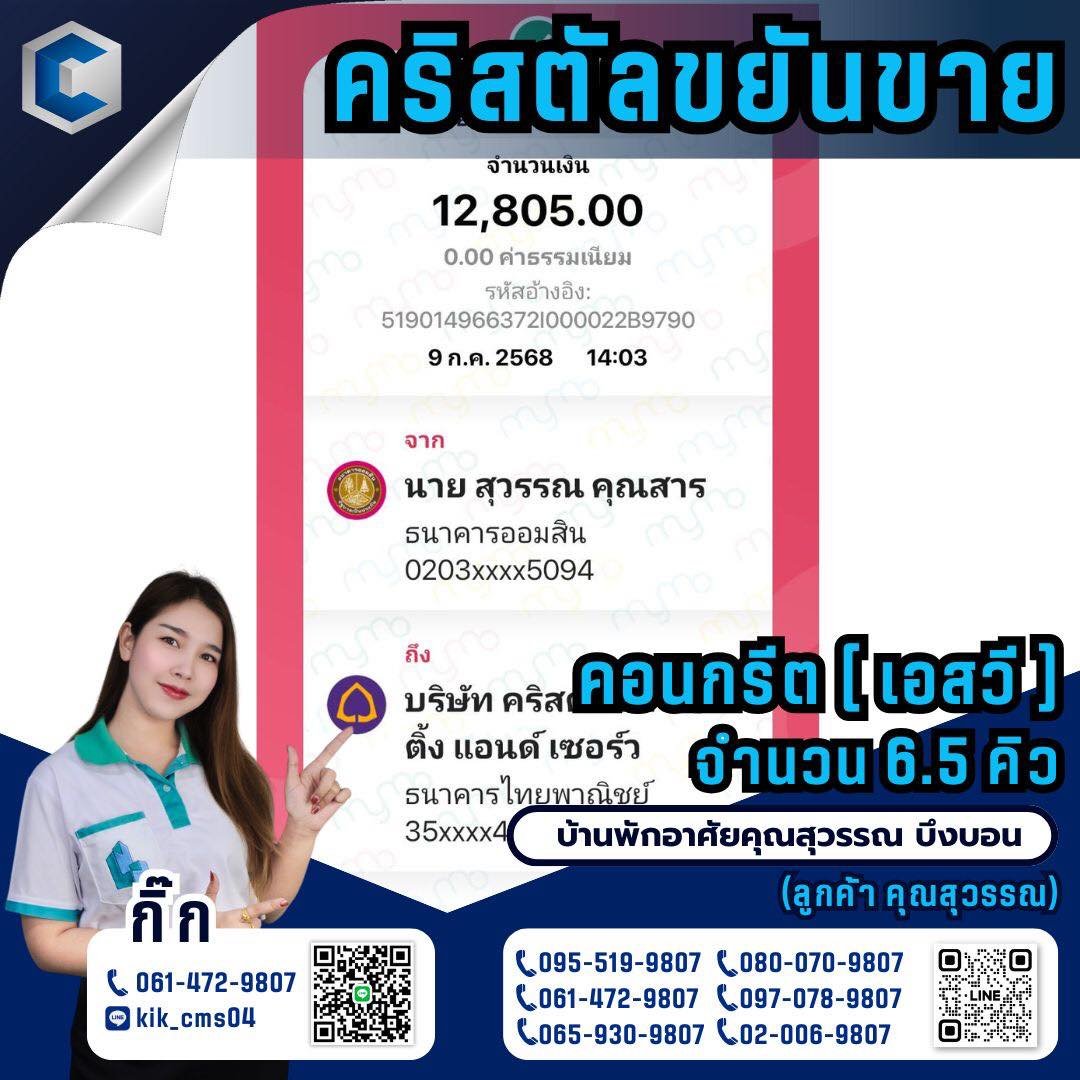 คริสตัลขยันขาย
จำนวนเงิน
12,805.00
0.00 ค่าธรรมเนียม
รหัสอ้างอิง:
519014966372I000022B9790
9 ก.ค. 2568 14:03
จาก
นาย สุวรรณ คุณสาร
ธนาคารออมสิน
0203xxxx5094
ถึง
บริษัท
ติ้ง แอนด์ เซอร์ว
ธนาคารไทยพาณิชย์
35xxxx4
คอนกรีต [ เอสวี ]
จำนวน 6.5 คิว
บ้านพักอาศัยคุณสุวรรณ บึงบอน
(ลูกค้า คุณสุวรรณ)
กิ๊ก
061-472-9807
LINE kik_cms04
095-519-9807 080-070-9807
061-472-9807 097-078-9807
065-930-9807 02-006-9807
LINE